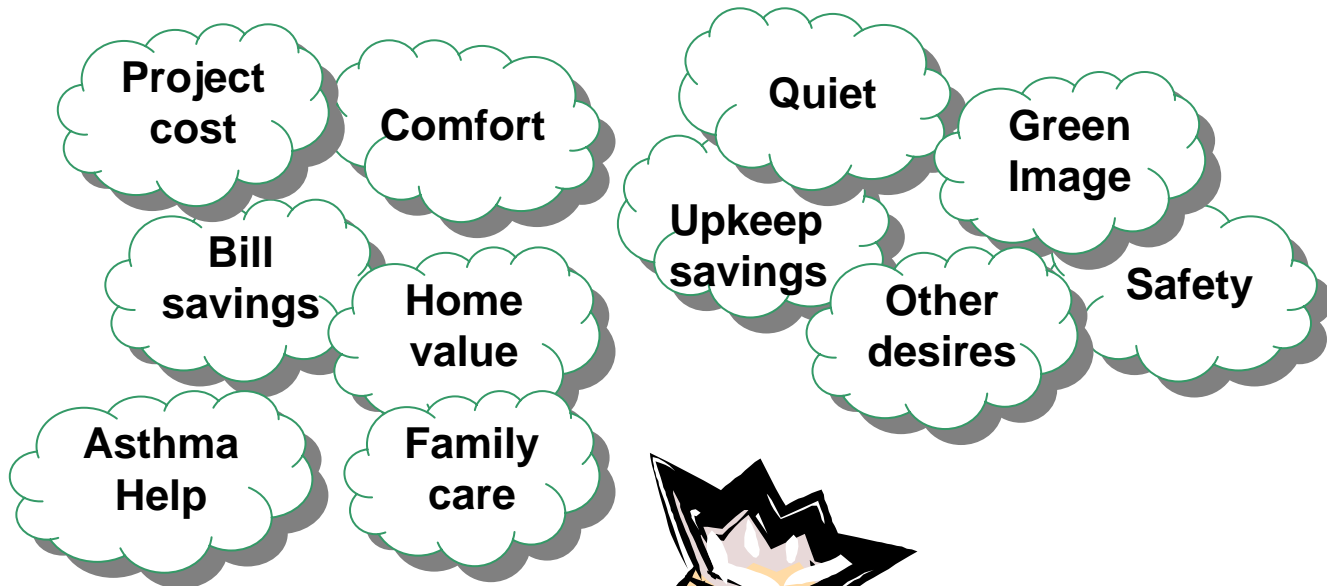 Project
cost
Comfort
Bill
savings
Home
value
Asthma
Help
Family
care
Quiet
Green
Image
Upkeep
savings
Other
desires
Safety